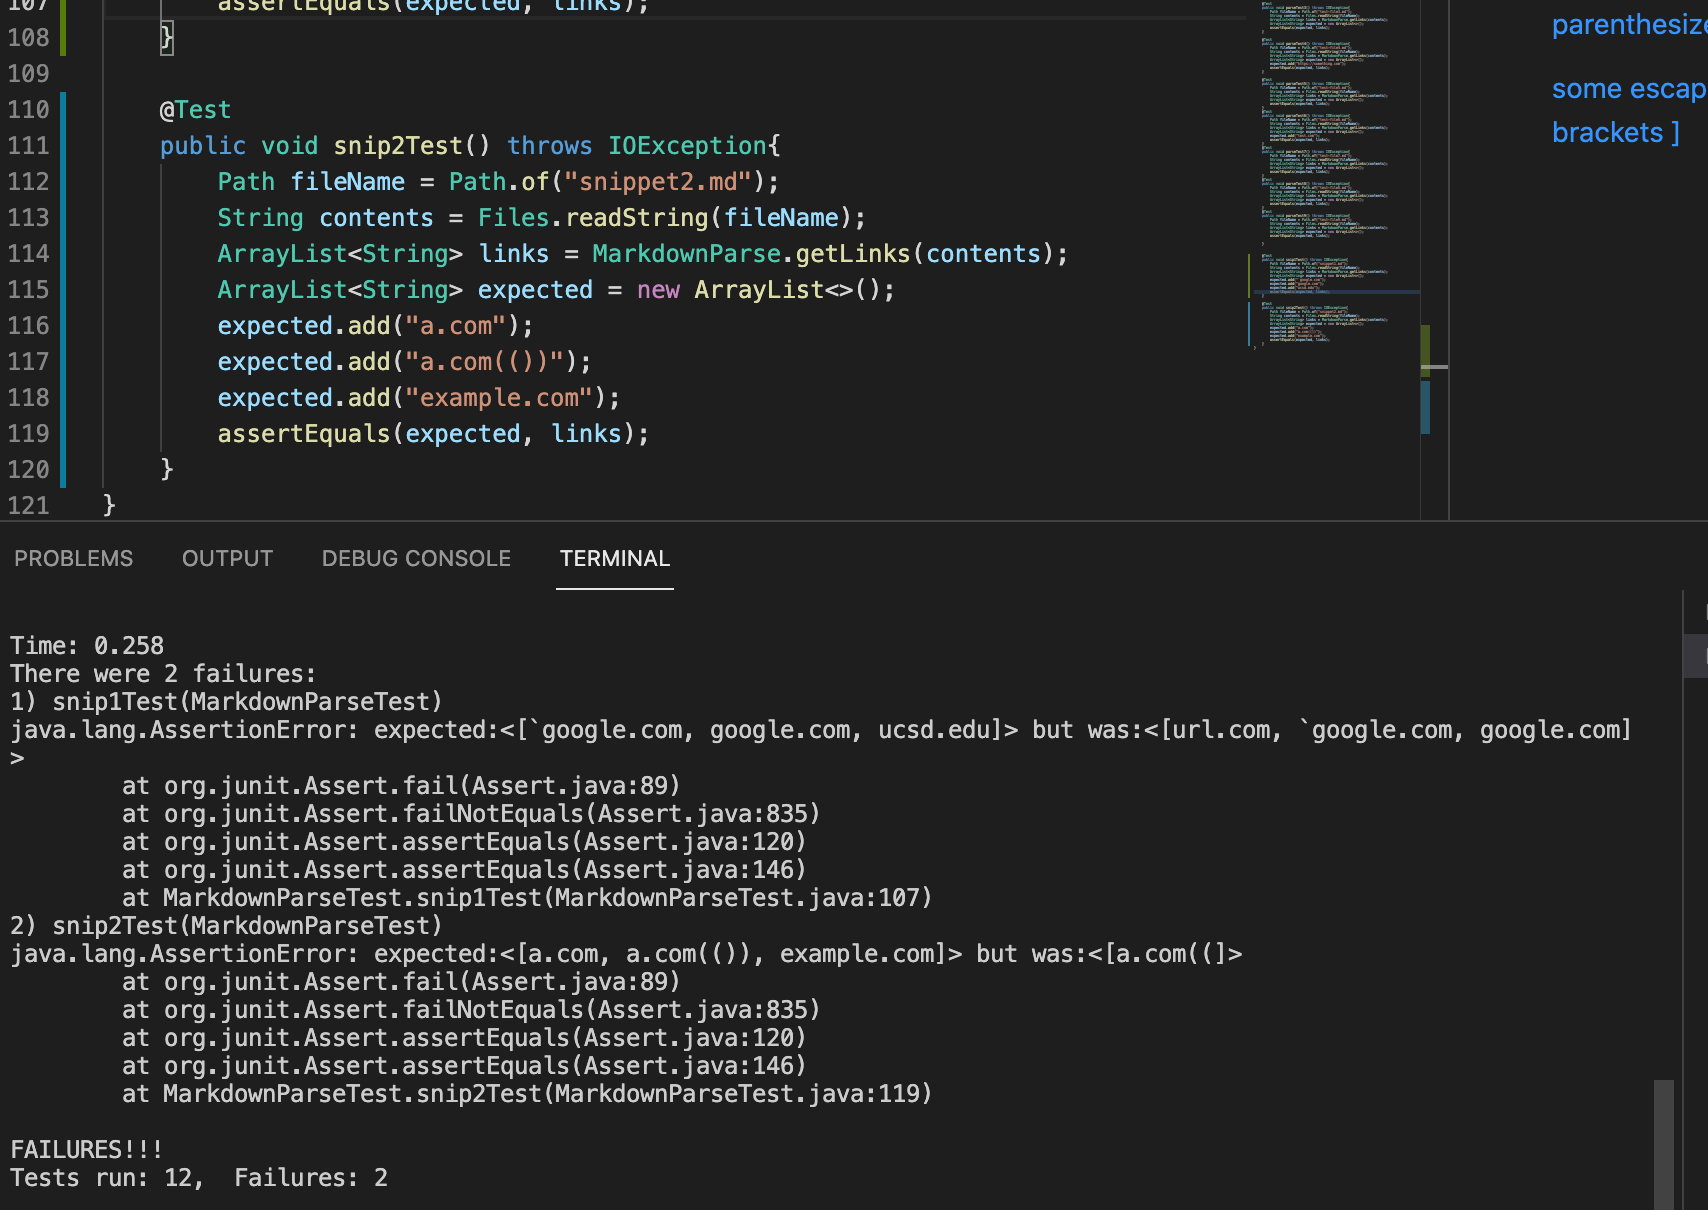 107 assertEquals(expected, links);
108 }
109
110 @Test
111 public void snip2Test() throws IOException{
112 Path fileName = Path.of("snippet2.md");
113 String contents = Files.readString(fileName);
114 ArrayList<String> links = MarkdownParse.getLinks(contents);
115 ArrayList<String> expected = new ArrayList<>();
116 expected.add("a.com");
117 expected.add("a.com(())");
118 expected.add("example.com");
119 assertEquals(expected, links);
120 }
121 }
parenthesize
some escap
brackets ]
PROBLEMS OUTPUT DEBUG CONSOLE TERMINAL
Time: 0.258
There were 2 failures:
1) snip1Test(MarkdownParseTest)
java.lang.AssertionError: expected:<[`google.com, google.com, ucsd.edu]> but was:<[url.com, `google.com, google.com]
>
at org.junit.Assert.fail(Assert.java:89)
at org.junit.Assert.failNotEquals(Assert.java:835)
at org.junit.Assert.assertEquals(Assert.java:120)
at org.junit.Assert.assertEquals(Assert.java:146)
at MarkdownParseTest.snip1Test(MarkdownParseTest.java:107)
2) snip2Test(MarkdownParseTest)
java.lang.AssertionError: expected:<[a.com, a.com(()), example.com]> but was:<[a.com((]>
at org.junit.Assert.fail(Assert.java:89)
at org.junit.Assert.failNotEquals(Assert.java:835)
at org.junit.Assert.assertEquals(Assert.java:120)
at org.junit.Assert.assertEquals(Assert.java:146)
at MarkdownParseTest.snip2Test(MarkdownParseTest.java:119)
FAILURES!!!
Tests run: 12,  Failures: 2